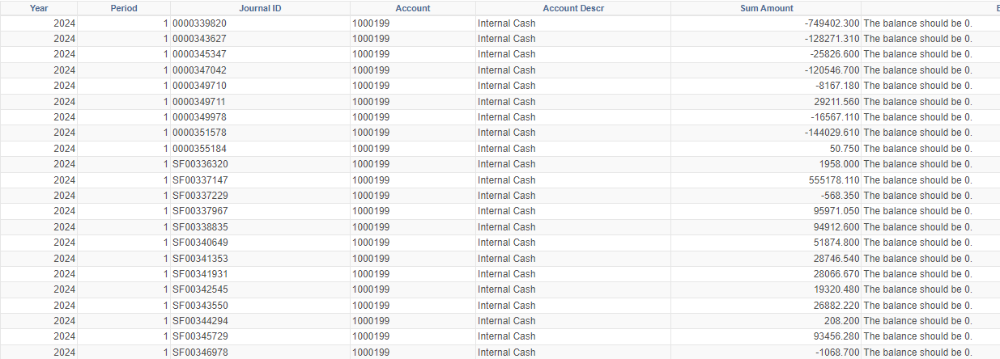 Year Period Journal ID Account Account Descr Sum Amount
2024 1 0000339820 1000199 Internal Cash -749402.300 The balance should be 0.
2024 1 0000343627 1000199 Internal Cash -128271.310 The balance should be 0.
2024 1 0000345347 1000199 Internal Cash -25826.600 The balance should be 0.
2024 1 0000347042 1000199 Internal Cash -120546.700 The balance should be 0.
2024 1 0000349710 1000199 Internal Cash -8167.180 The balance should be 0.
2024 1 0000349711 1000199 Internal Cash 29211.560 The balance should be 0.
2024 1 0000349978 1000199 Internal Cash -16567.110 The balance should be 0.
2024 1 0000351578 1000199 Internal Cash -144029.610 The balance should be 0.
2024 1 0000355184 1000199 Internal Cash 50.750 The balance should be 0.
2024 1 SF00336320 1000199 Internal Cash 1958.000 The balance should be 0.
2024 1 SF00337147 1000199 Internal Cash 555178.110 The balance should be 0.
2024 1 SF00337229 1000199 Internal Cash -568.350 The balance should be 0.
2024 1 SF00337967 1000199 Internal Cash 95971.050 The balance should be 0.
2024 1 SF00338835 1000199 Internal Cash 94912.600 The balance should be 0.
2024 1 SF00340649 1000199 Internal Cash 51874.800 The balance should be 0.
2024 1 SF00341353 1000199 Internal Cash 28746.540 The balance should be 0.
2024 1 SF00341931 1000199 Internal Cash 28066.670 The balance should be 0.
2024 1 SF00342545 1000199 Internal Cash 19320.480 The balance should be 0.
2024 1 SF00343550 1000199 Internal Cash 26882.220 The balance should be 0.
2024 1 SF00344294 1000199 Internal Cash 208.200 The balance should be 0.
2024 1 SF00345729 1000199 Internal Cash 93456.280 The balance should be 0.
2024 1 SF00346978 1000199 Internal Cash -1068.700 The balance should be 0.